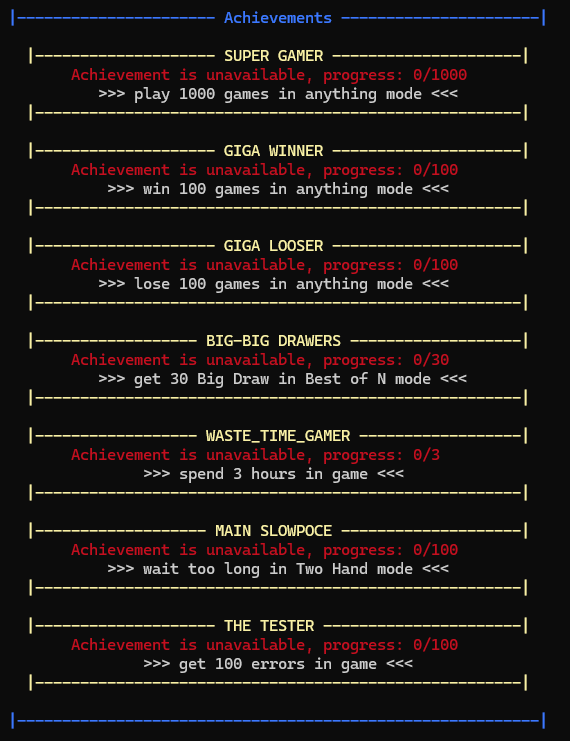 |---------------------- Achievements ----------------------|
|-------------------- SUPER GAMER ---------------------|
Achievement is unavailable, progress: 0/1000
>>> play 1000 games in anything mode <<<
|------------------------------------------------------|
|-------------------- GIGA WINNER ---------------------|
Achievement is unavailable, progress: 0/100
>>> win 100 games in anything mode <<<
|------------------------------------------------------|
|-------------------- GIGA LOOSER ---------------------|
Achievement is unavailable, progress: 0/100
>>> lose 100 games in anything mode <<<
|------------------------------------------------------|
|------------------ BIG-BIG DRAWERS -------------------|
Achievement is unavailable, progress: 0/30
>>> get 30 Big Draw in Best of N mode <<<
|------------------------------------------------------|
|------------------ WASTE_TIME_GAMER ------------------|
Achievement is unavailable, progress: 0/3
>>> spend 3 hours in game <<<
|------------------------------------------------------|
|------------------- MAIN SLOWPOCE --------------------|
Achievement is unavailable, progress: 0/100
>>> wait too long in Two Hand mode <<<
|------------------------------------------------------|
|-------------------- THE TESTER ----------------------|
Achievement is unavailable, progress: 0/100
>>> get 100 errors in game <<<
|------------------------------------------------------|
|----------------------------------------------------------|